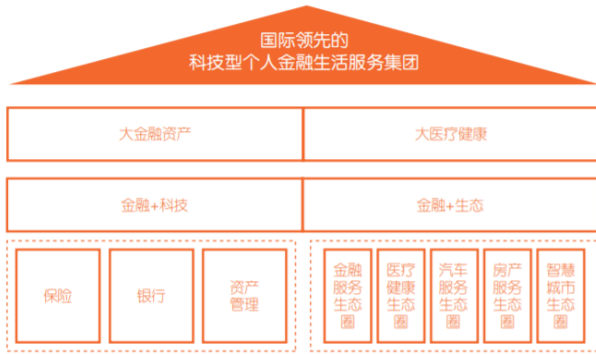 国际领先的
科技型个人金融生活服务集团
大金融资产
大医疗健康
金融+科技
金融+生态
保险
银行
资产
管理
金融
服务
生态
圈
医疗
健康
生态
圈
汽车
服务
生态
圈
房产
服务
生态
圈
智慧
城市
生态
圈